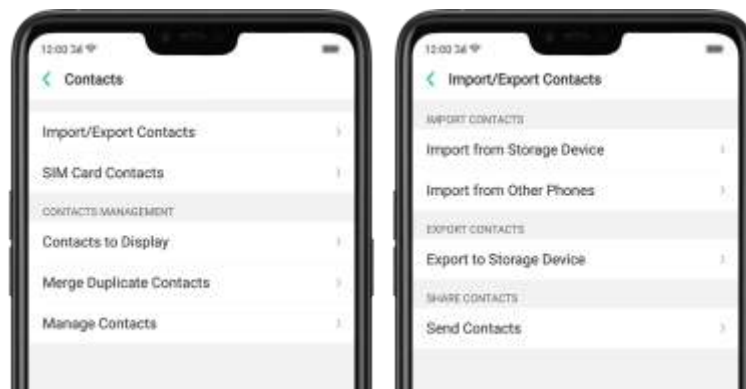 12:00
Contacts
Import/Export Contacts
SIM Card Contacts
CONTACTS MANAGEMENT
Contacts to Display
Merge Duplicate Contacts
Manage Contacts
12:00
Import/Export Contacts
IMPORT CONTACTS
Import from Storage Device
Import from Other Phones
EXPORT CONTACTS
Export to Storage Device
SHARE CONTACTS
Send Contacts